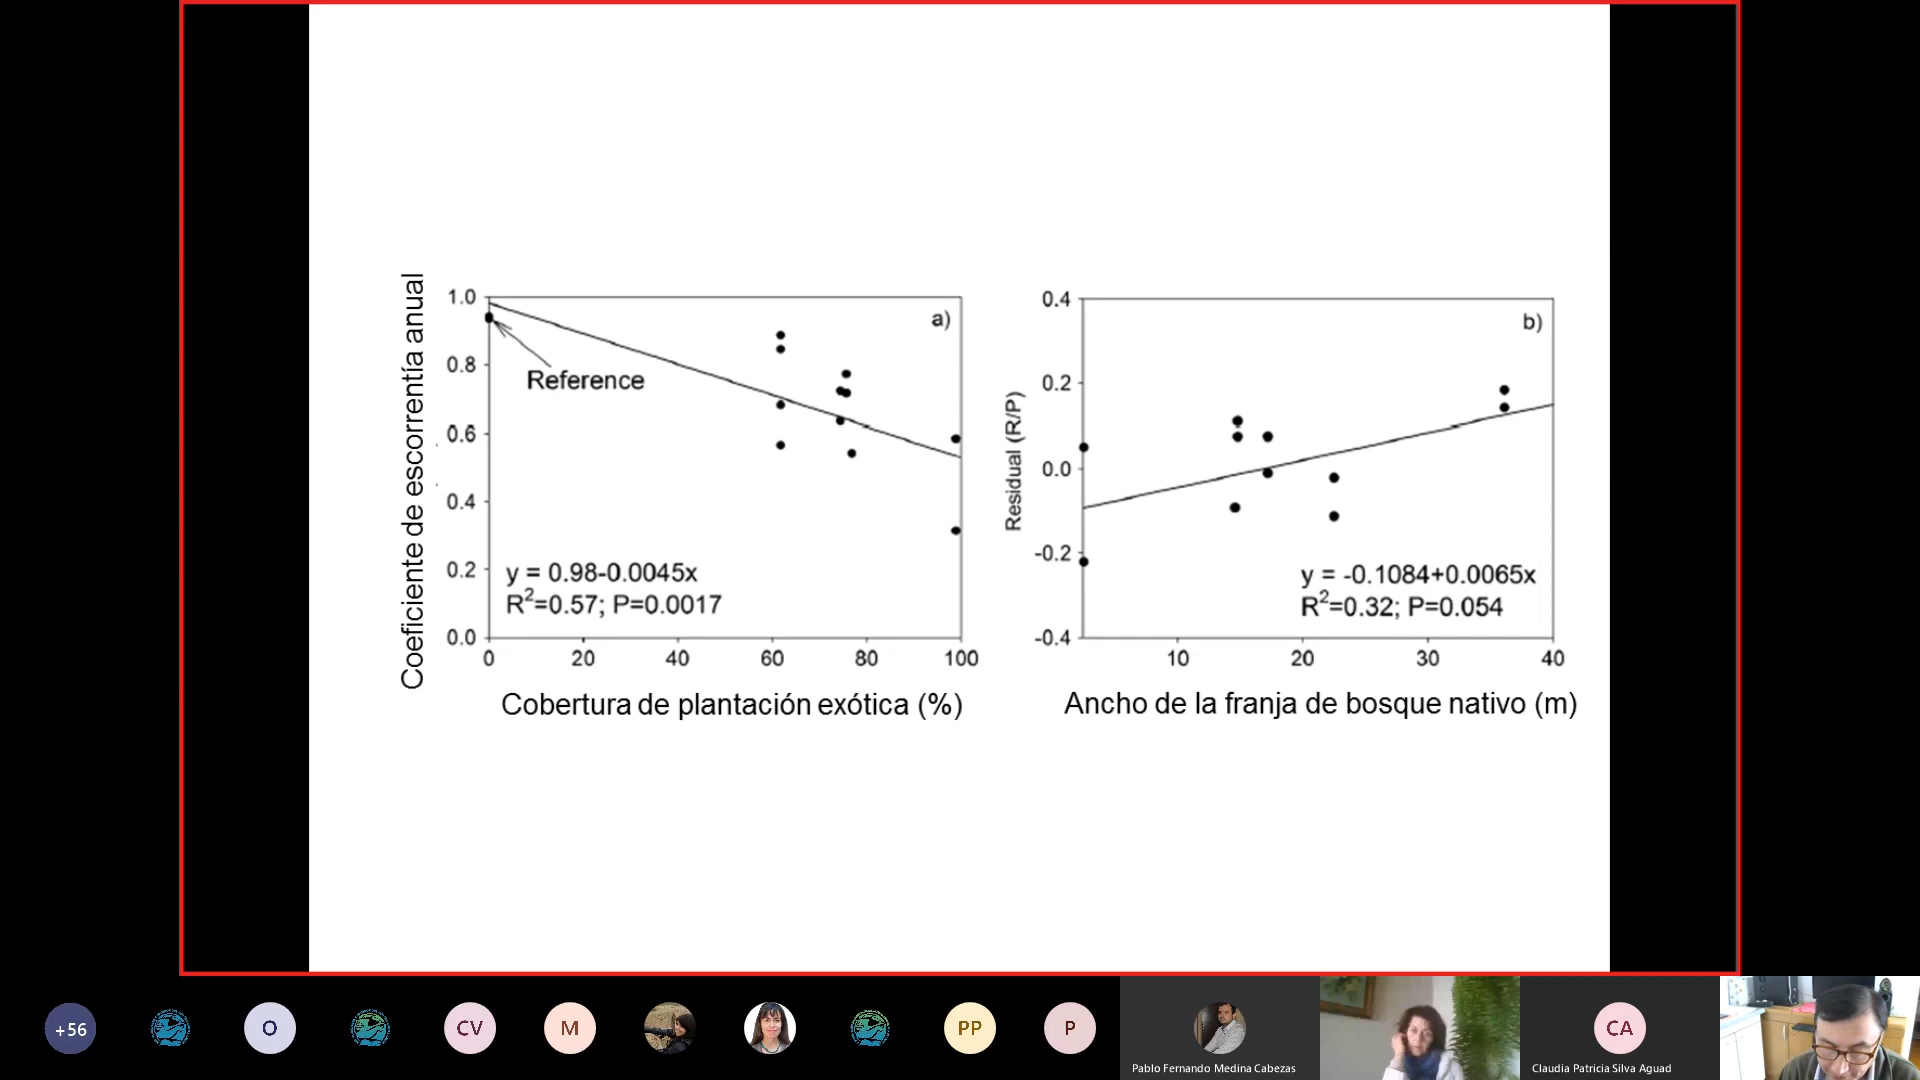 Coeficiente de escorrentía anual
1.0
0.8
0.6
0.4
0.2
0.0
a)
Reference
y = 0.98-0.0045x
R²=0.57; P=0.0017
0 20 40 60 80 100
Cobertura de plantación exótica (%)
Residual (R/P)
0.4
0.2
0.0
-0.2
-0.4
b)
y = -0.1084+0.0065x
R²=0.32; P=0.054
10 20 30 40
Ancho de la franja de bosque nativo (m)
+56
O
CV
M
PP
P
Pablo Fernando Medina Cabezas
CA
Claudia Patricia Silva Aguad